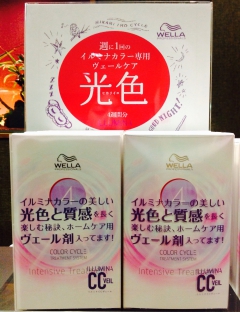 WELLA
週に1回の
イルミナカラー専用
ヴェールケア
光色
4週間分
WELLA
イルミナカラーの美しい
光色と質感を長く
楽しむ秘訣、ホームケア用
ヴェール剤入ってます!
COLOR CYCLE
TREATMENT SYSTEM
Intensive Trea
ILLUMINA
CC
VEIL
WELLA
イルミナカラーの美しい
光色と質感を長く
楽しむ秘訣、ホームケア用
ヴェール剤入ってます!
COLOR CYCLE
TREATMENT SYSTEM
Intensive Trea
ILLUMINA
CC
VEIL